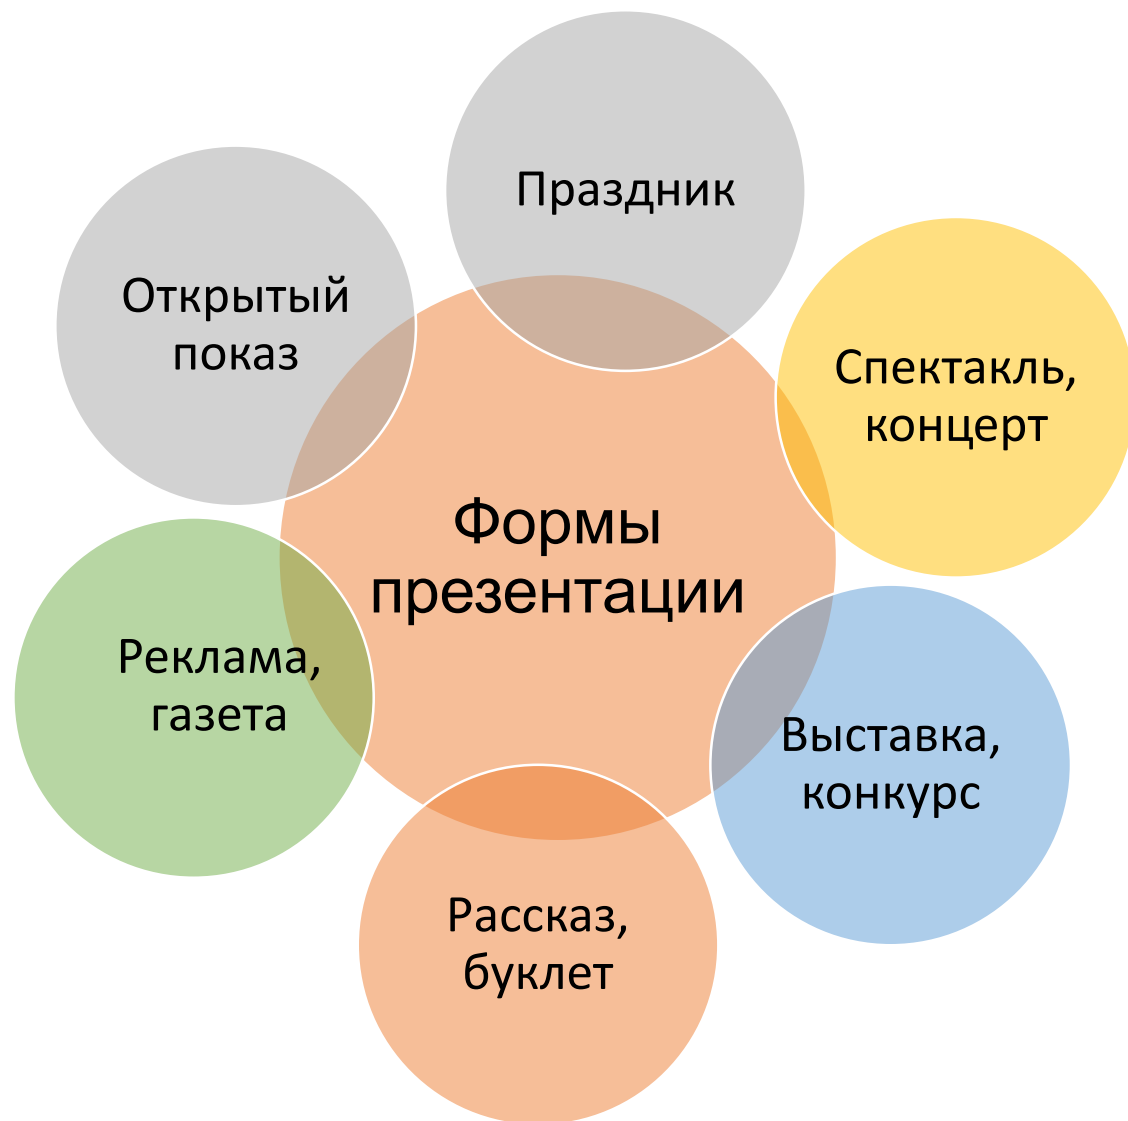 Праздник
Открытый
показ
Спектакль,
концерт
Формы
презентации
Реклама,
газета
Выставка,
конкурс
Рассказ,
буклет